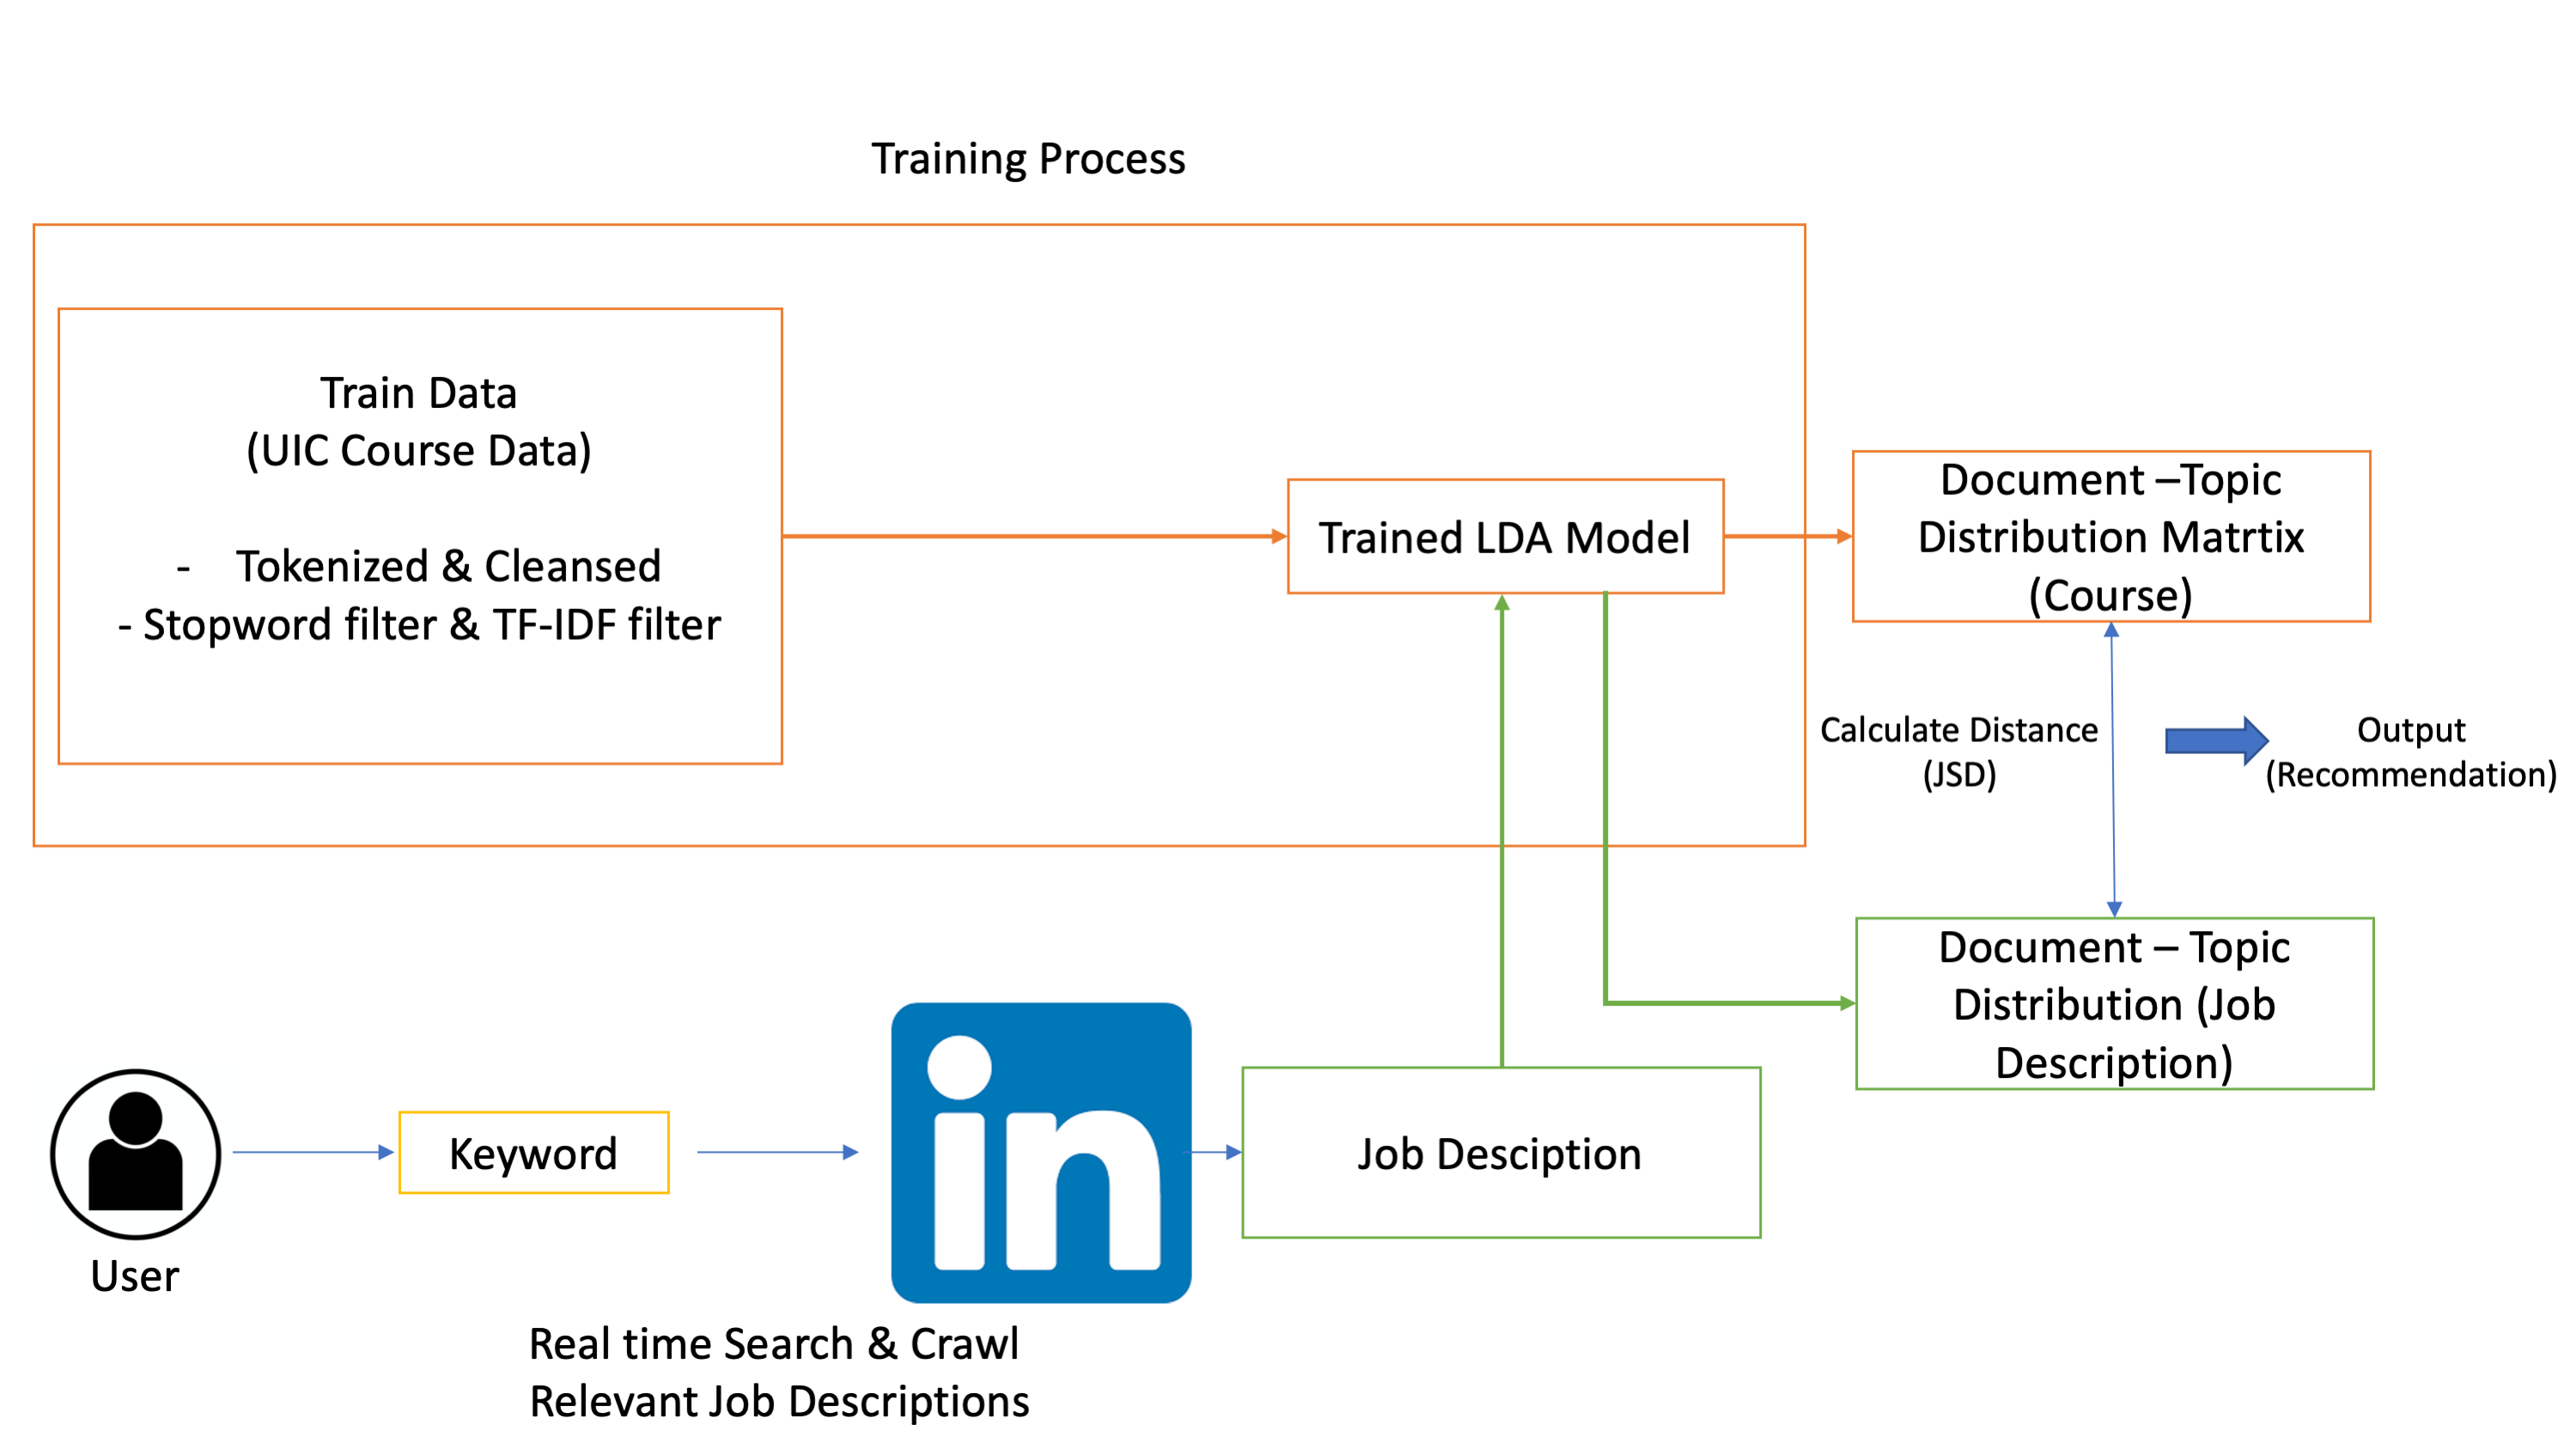 Training Process
Train Data
(UIC Course Data)
- Tokenized & Cleansed
- Stopword filter & TF-IDF filter
Trained LDA Model
Document –Topic
Distribution Matrtix
(Course)
Calculate Distance
(JSD)
Output
(Recommendation)
Document – Topic
Distribution (Job
Description)
User
Keyword
in
Job Desciption
Real time Search & Crawl
Relevant Job Descriptions